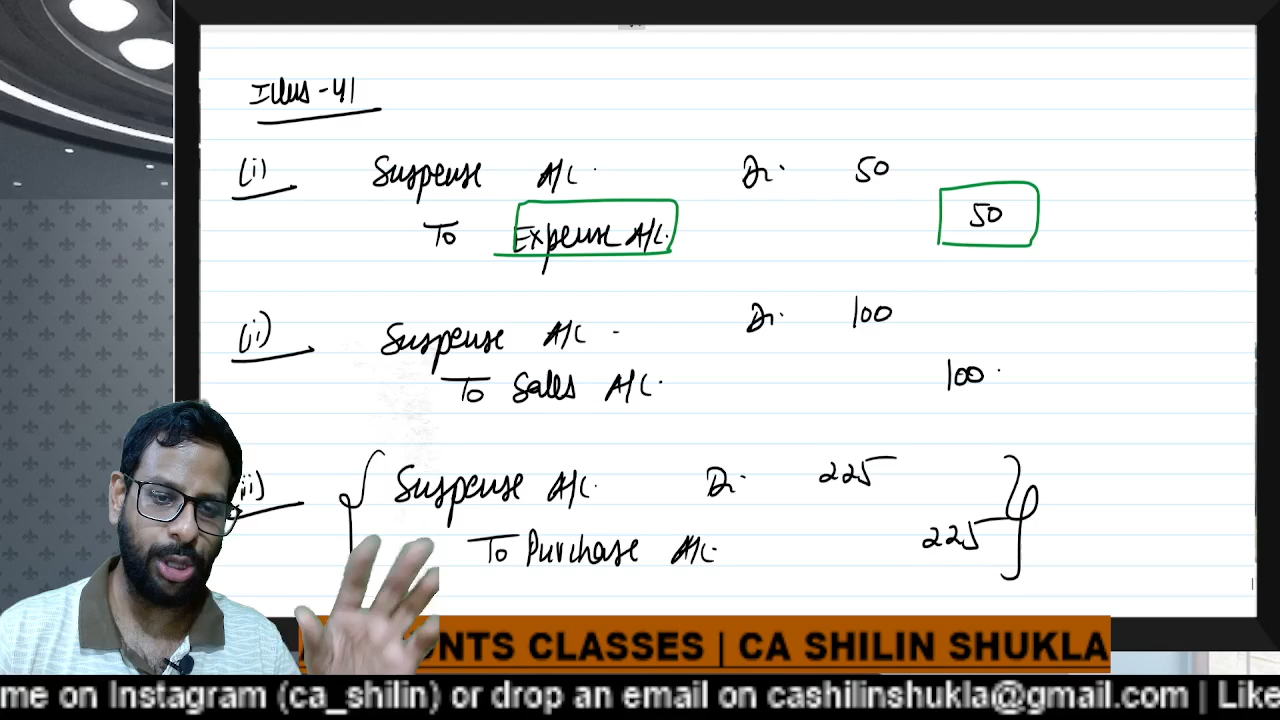 Illus - 41
(i) Suspense A/c. Dr. 50
To Expense A/c. 50
(ii) Suspense A/c - Dr. 100
To Sales A/c. 100.
ii) Suspense A/c. Dr. 225
To Purchase A/c. 225
NTS CLASSES | CA SHILIN SHUKLA
me on Instagram (ca_shilin) or drop an email on cashilinshukla@gmail.com | Like